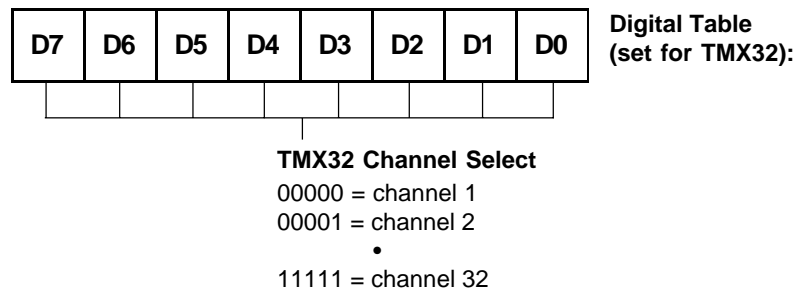 D7 D6 D5 D4 D3 D2 D1 D0
Digital Table
(set for TMX32):
TMX32 Channel Select
00000 = channel 1
00001 = channel 2
•
11111 = channel 32